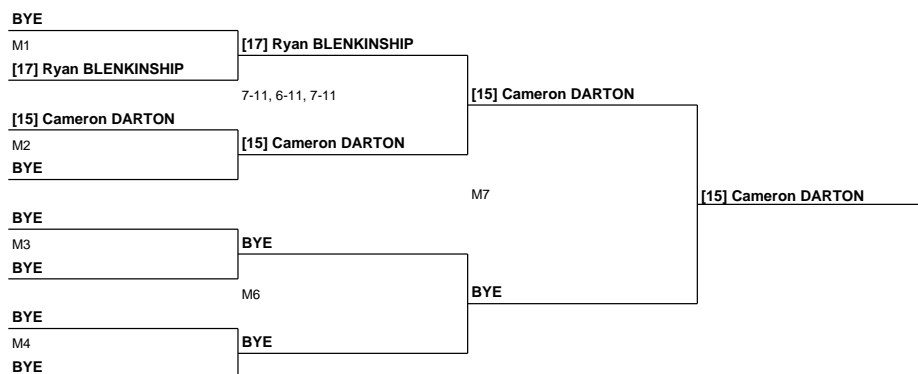 BYE
M1
[17] Ryan BLENKINSHIP
[17] Ryan BLENKINSHIP
7-11, 6-11, 7-11
[15] Cameron DARTON
[15] Cameron DARTON
M2
[15] Cameron DARTON
BYE
M7
[15] Cameron DARTON
BYE
M3
BYE
BYE
M6
BYE
BYE
M4
BYE
BYE